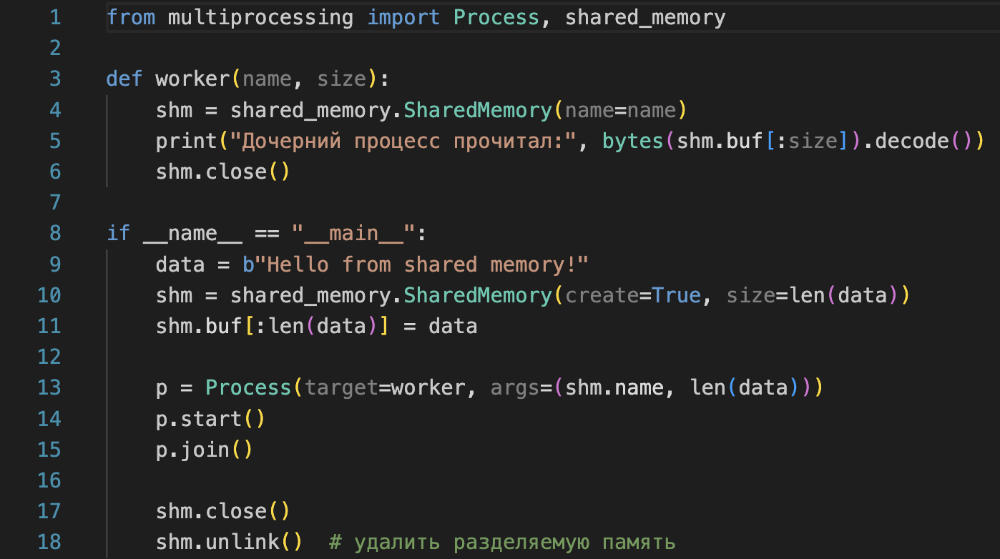 1 from multiprocessing import Process, shared_memory
2
3 def worker(name, size):
4     shm = shared_memory.SharedMemory(name=name)
5     print("Дочерний процесс прочитал:", bytes(shm.buf[:size]).decode())
6     shm.close()
7
8 if __name__ == "__main__":
9     data = b"Hello from shared memory!"
10     shm = shared_memory.SharedMemory(create=True, size=len(data))
11     shm.buf[:len(data)] = data
12
13     p = Process(target=worker, args=(shm.name, len(data)))
14     p.start()
15     p.join()
16
17     shm.close()
18     shm.unlink()  # удалить разделяемую память